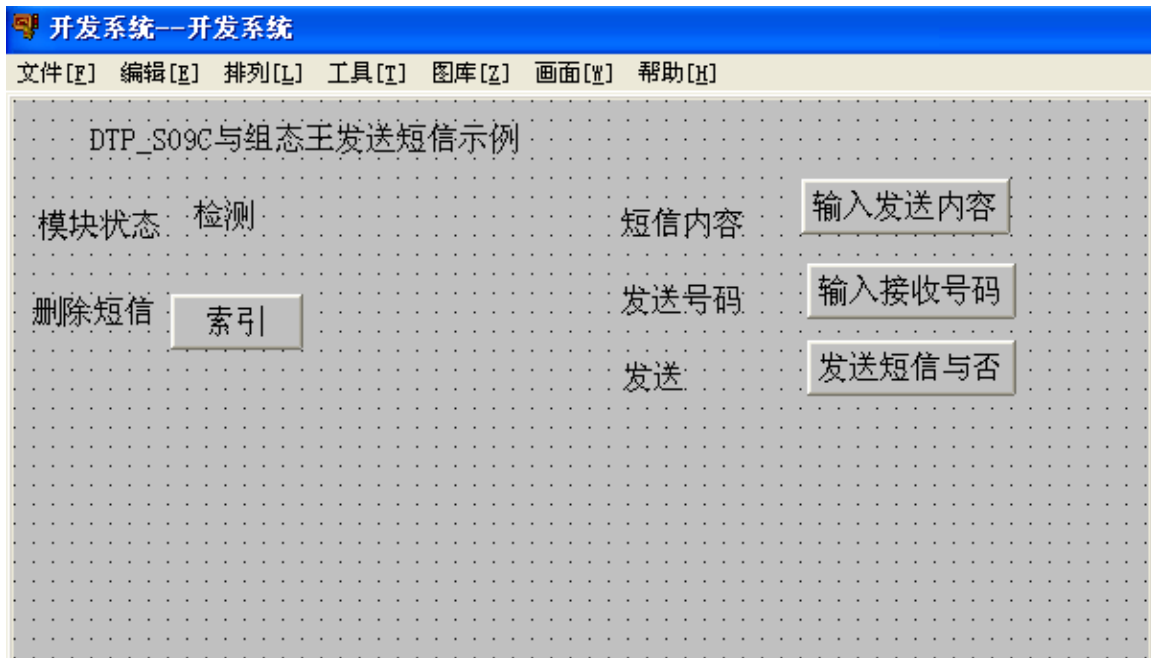 开发系统--开发系统
文件[F] 编辑[E] 排列[L] 工具[T] 图库[Z] 画面[W] 帮助[H]
DTP_S09C与组态王发送短信示例
模块状态 检测
短信内容 输入发送内容
删除短信 索引
发送号码 输入接收号码
发送 发送短信与否